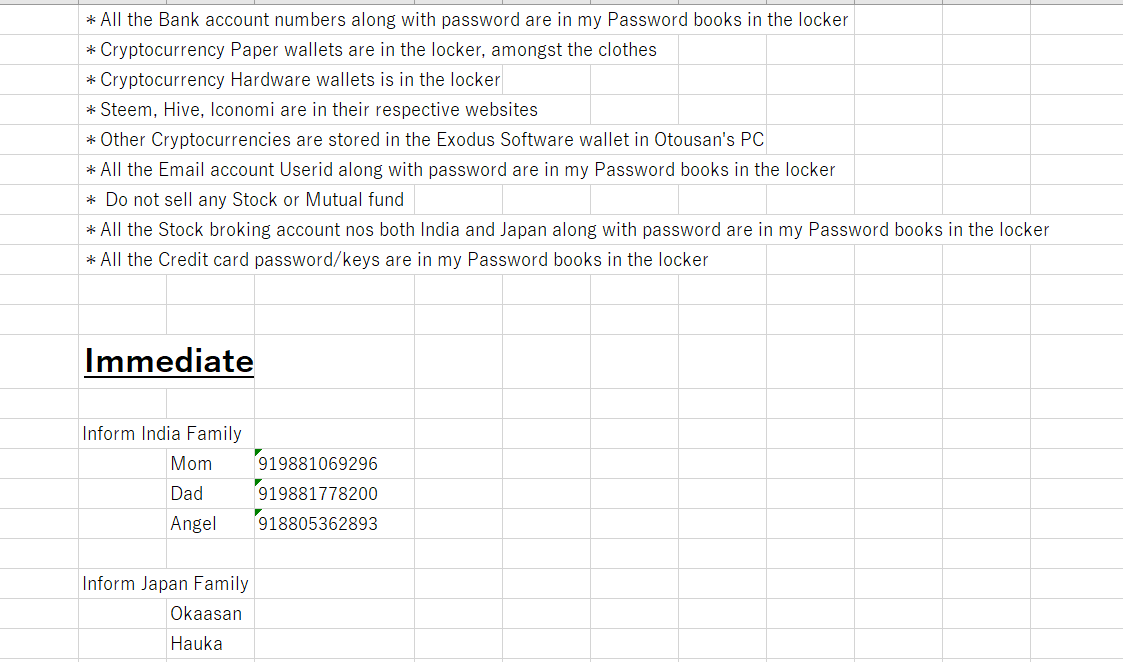 * All the Bank account numbers along with password are in my Password books in the locker
* Cryptocurrency Paper wallets are in the locker, amongst the clothes
* Cryptocurrency Hardware wallets is in the locker
* Steem, Hive, Iconomi are in their respective websites
* Other Cryptocurrencies are stored in the Exodus Software wallet in Otousan's PC
* All the Email account Userid along with password are in my Password books in the locker
* Do not sell any Stock or Mutual fund
* All the Stock broking account nos both India and Japan along with password are in my Password books in the locker
* All the Credit card password/keys are in my Password books in the locker
Immediate
Inform India Family
Mom 919881069296
Dad 919881778200
Angel 918805362893
Inform Japan Family
Okaasan
Hauka